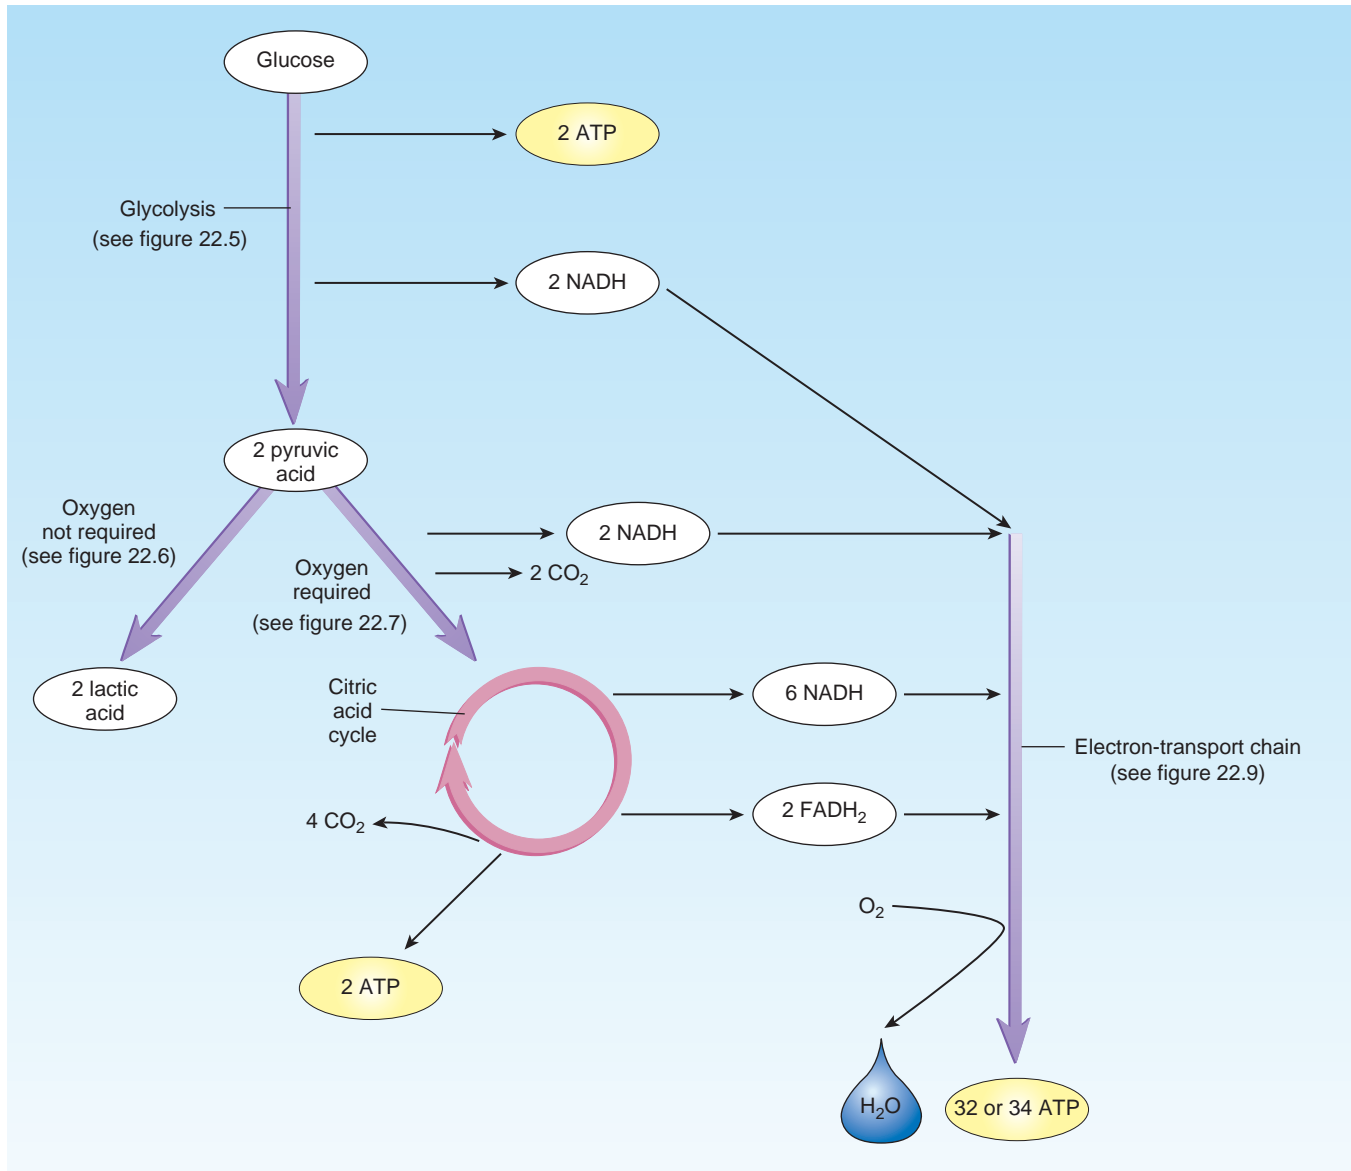 Glucose
2 ATP
Glycolysis
(see figure 22.5)
2 NADH
2 pyruvic
acid
Oxygen
not required
(see figure 22.6)
2 NADH
2 CO₂
Oxygen
required
(see figure 22.7)
2 lactic
acid
Citric
acid
cycle
6 NADH
Electron-transport chain
(see figure 22.9)
2 FADH₂
4 CO₂
O₂
2 ATP
H₂O
32 or 34 ATP